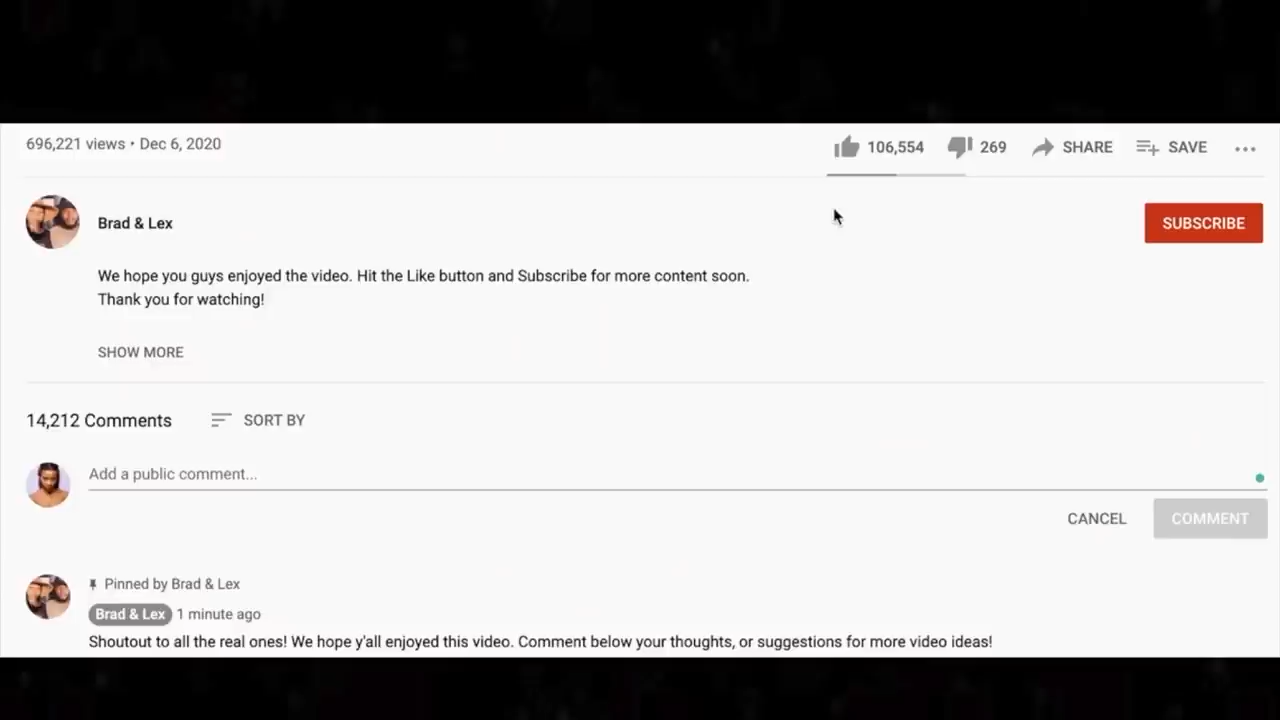 696,221 views • Dec 6, 2020
106,554
269
SHARE
SAVE
Brad & Lex
SUBSCRIBE
We hope you guys enjoyed the video. Hit the Like button and Subscribe for more content soon.
Thank you for watching!
SHOW MORE
14,212 Comments
SORT BY
Add a public comment...
CANCEL
COMMENT
Pinned by Brad & Lex
Brad & Lex 1 minute ago
Shoutout to all the real ones! We hope y'all enjoyed this video. Comment below your thoughts, or suggestions for more video ideas!